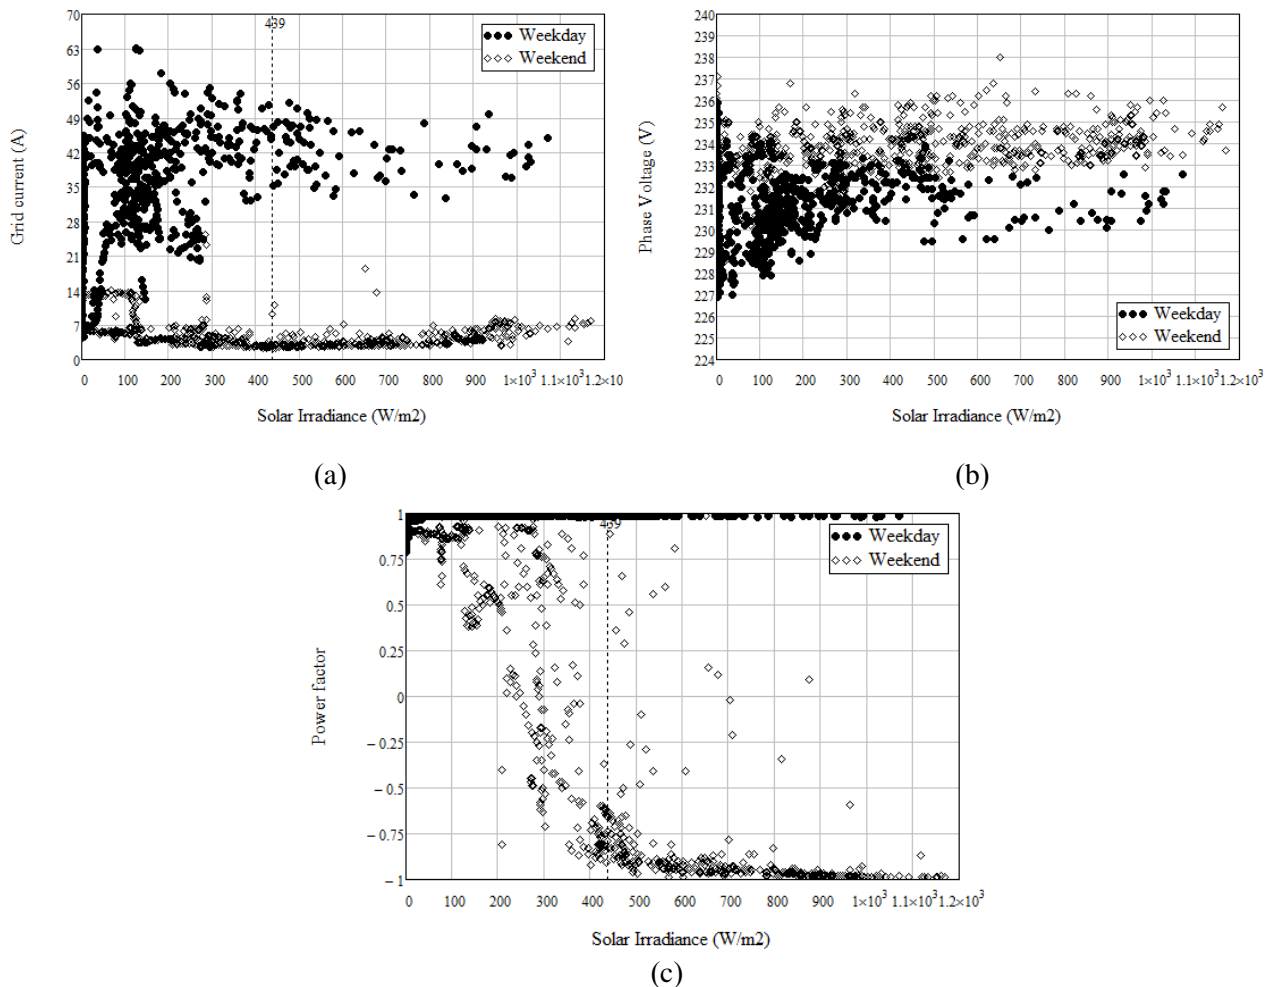 70
63
56
49
42
35
28
21
14
7
0
Grid current (A)
439
Weekday
Weekend
0 100 200 300 400 500 600 700 800 900 1×10³ 1.1×10³ 1.2×10
Solar Irradiance (W/m2)
(a)
240
239
238
237
236
235
234
233
232
231
230
229
228
227
226
225
224
Phase Voltage (V)
Weekday
Weekend
0 100 200 300 400 500 600 700 800 900 1×10³ 1.1×10³ 1.2×10³
Solar Irradiance (W/m2)
(b)
1
0.75
0.5
0.25
0
− 0.25
− 0.5
− 0.75
− 1
Power factor
439
Weekday
Weekend
0 100 200 300 400 500 600 700 800 900 1×10³ 1.1×10³ 1.2×10³
Solar Irradiance (W/m2)
(c)